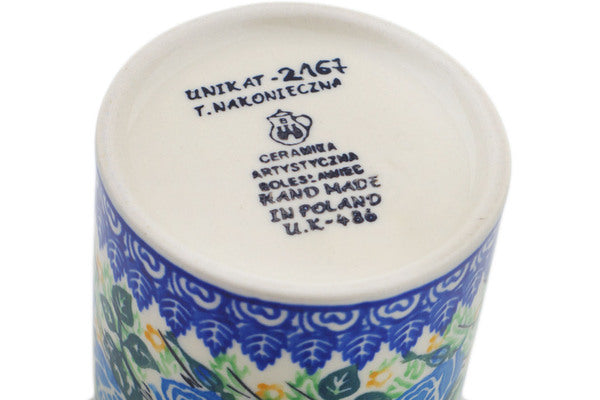 UNIKAT-2167
T. NAKONIECZNA
CERAMIKA
ARTYSTYCZNA
BOLESŁAWIEC
HAND MADE
IN POLAND
U.K-486